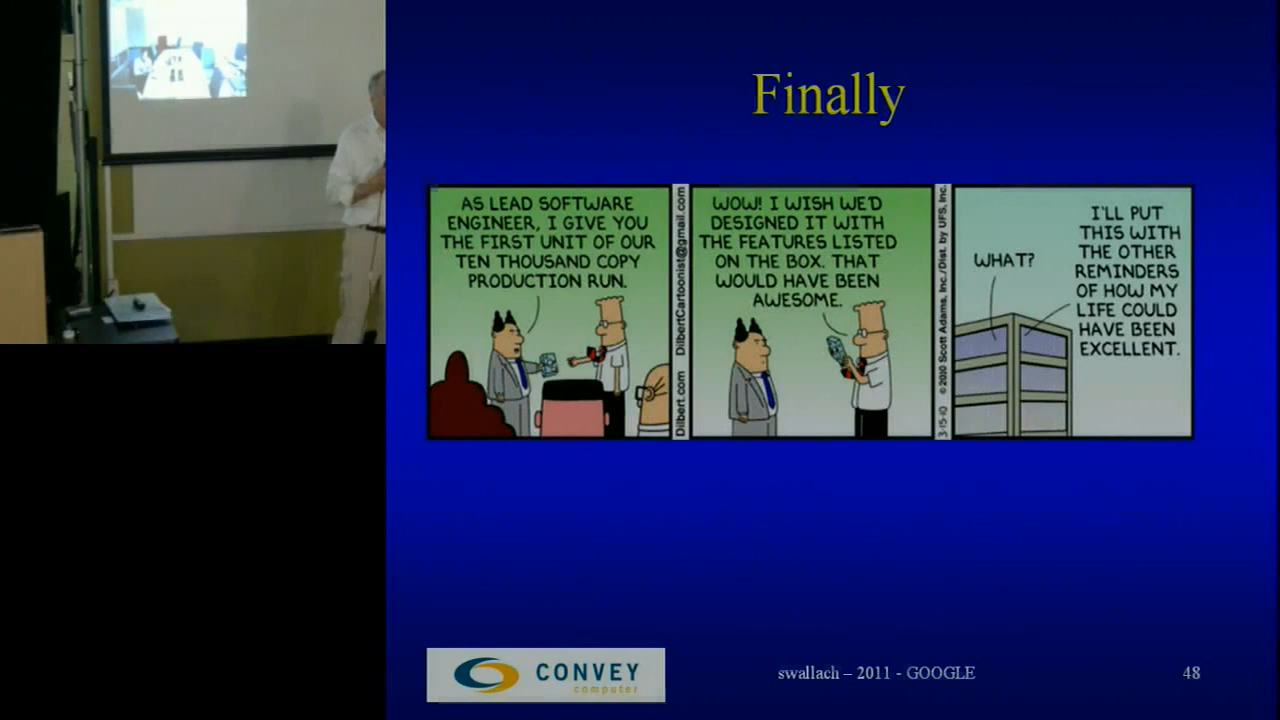 Finally
AS LEAD SOFTWARE
ENGINEER, I GIVE YOU
THE FIRST UNIT OF OUR
TEN THOUSAND COPY
PRODUCTION RUN.
Dilbert.com DilbertCartoonist@gmail.com
WOW! I WISH WE'D
DESIGNED IT WITH
THE FEATURES LISTED
ON THE BOX. THAT
WOULD HAVE BEEN
AWESOME.
3-15-10 ©2010 Scott Adams, Inc./Dist. by UFS, Inc.
WHAT?
I'LL PUT
THIS WITH
THE OTHER
REMINDERS
OF HOW MY
LIFE COULD
HAVE BEEN
EXCELLENT.
CONVEY
computer
swallach – 2011 - GOOGLE
48